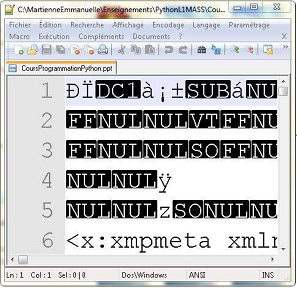 C:\MartienneEmmanuelle\Enseignements\PythonL1MASS\Cou
Fichier Édition Recherche Affichage Encodage Langage Paramétrage
Macro Exécution Compléments Documents ? X
CoursProgrammationPython.ppt
1 ÐÏDC1à¡±SUBáNU
2 FFNULNULVTFFNU
3 FFNULNULSOFFNU
4 NULNULÿ
5 NULNULzSONULNU
6 <x:xmpmeta xmlr
Ln : 1 Col : 1 Sel : 0 | 0 Dos\Windows ANSI INS